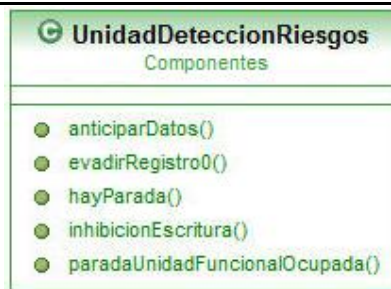 UnidadDeteccionRiesgos
Componentes
anticiparDatos()
evadirRegistro0()
hayParada()
inhibicionEscritura()
paradaUnidadFuncionalOcupada()